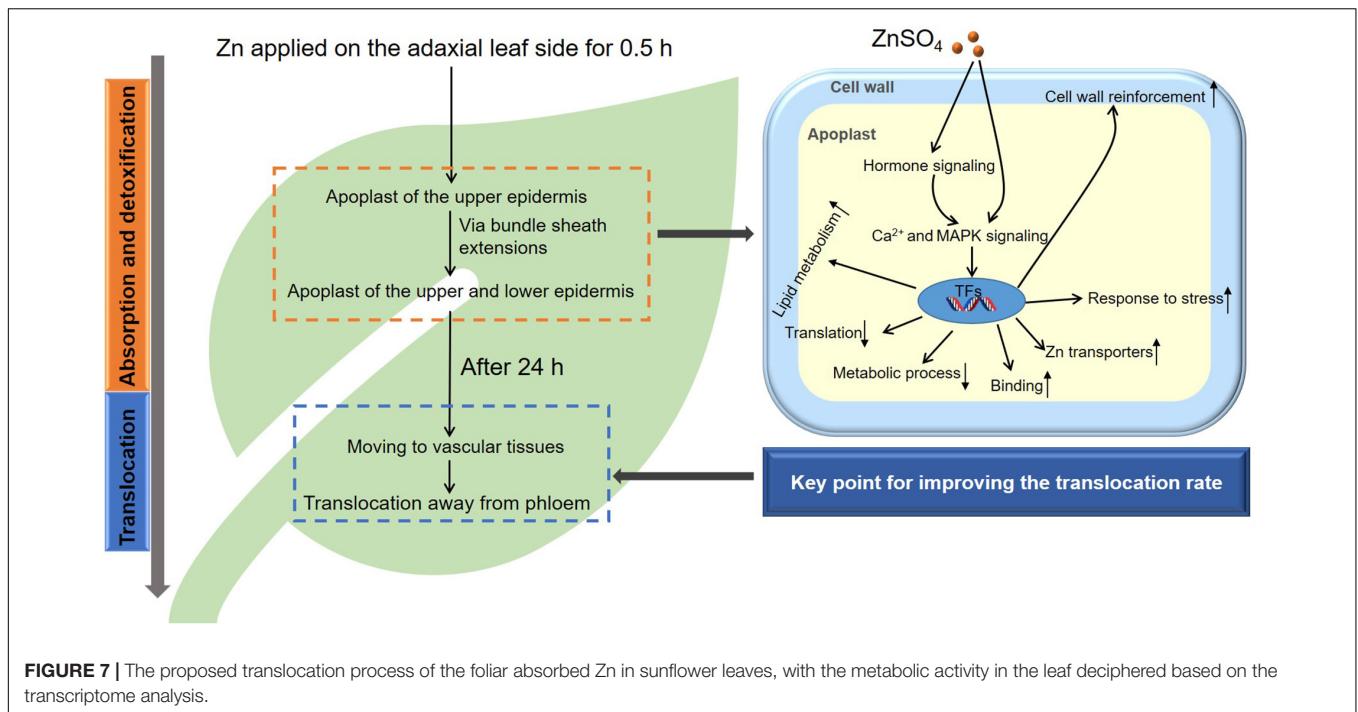 Zn applied on the adaxial leaf side for 0.5 h
Absorption and detoxification
Translocation
Apoplast of the upper epidermis
Via bundle sheath
extensions
Apoplast of the upper and lower epidermis
After 24 h
Moving to vascular tissues
Translocation away from phloem
ZnSO₄
Cell wall
Cell wall reinforcement
Apoplast
Hormone signaling
Ca²⁺ and MAPK signaling
Lipid metabolism
TFs
Response to stress
Translation
Zn transporters
Metabolic process
Binding
Key point for improving the translocation rate
FIGURE 7 | The proposed translocation process of the foliar absorbed Zn in sunflower leaves, with the metabolic activity in the leaf deciphered based on the
transcriptome analysis.